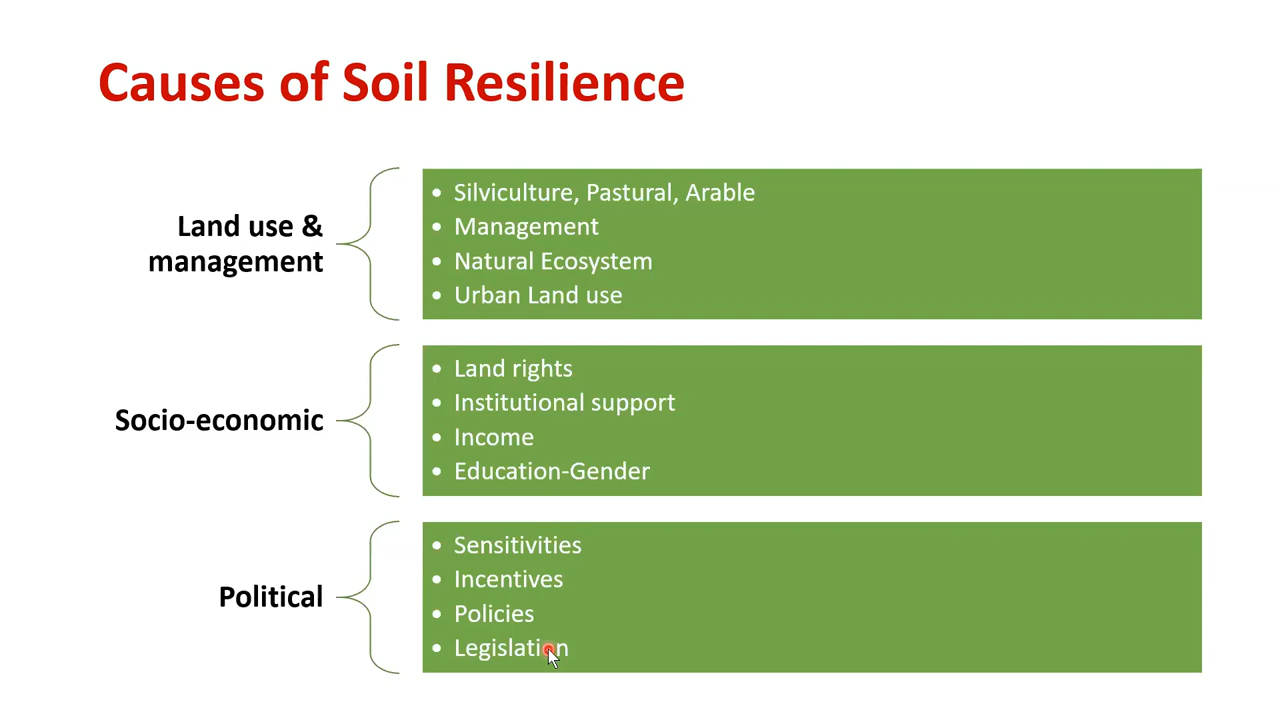 Causes of Soil Resilience
Land use &
management
• Silviculture, Pastural, Arable
• Management
• Natural Ecosystem
• Urban Land use
Socio-economic
• Land rights
• Institutional support
• Income
• Education-Gender
Political
• Sensitivities
• Incentives
• Policies
• Legislation